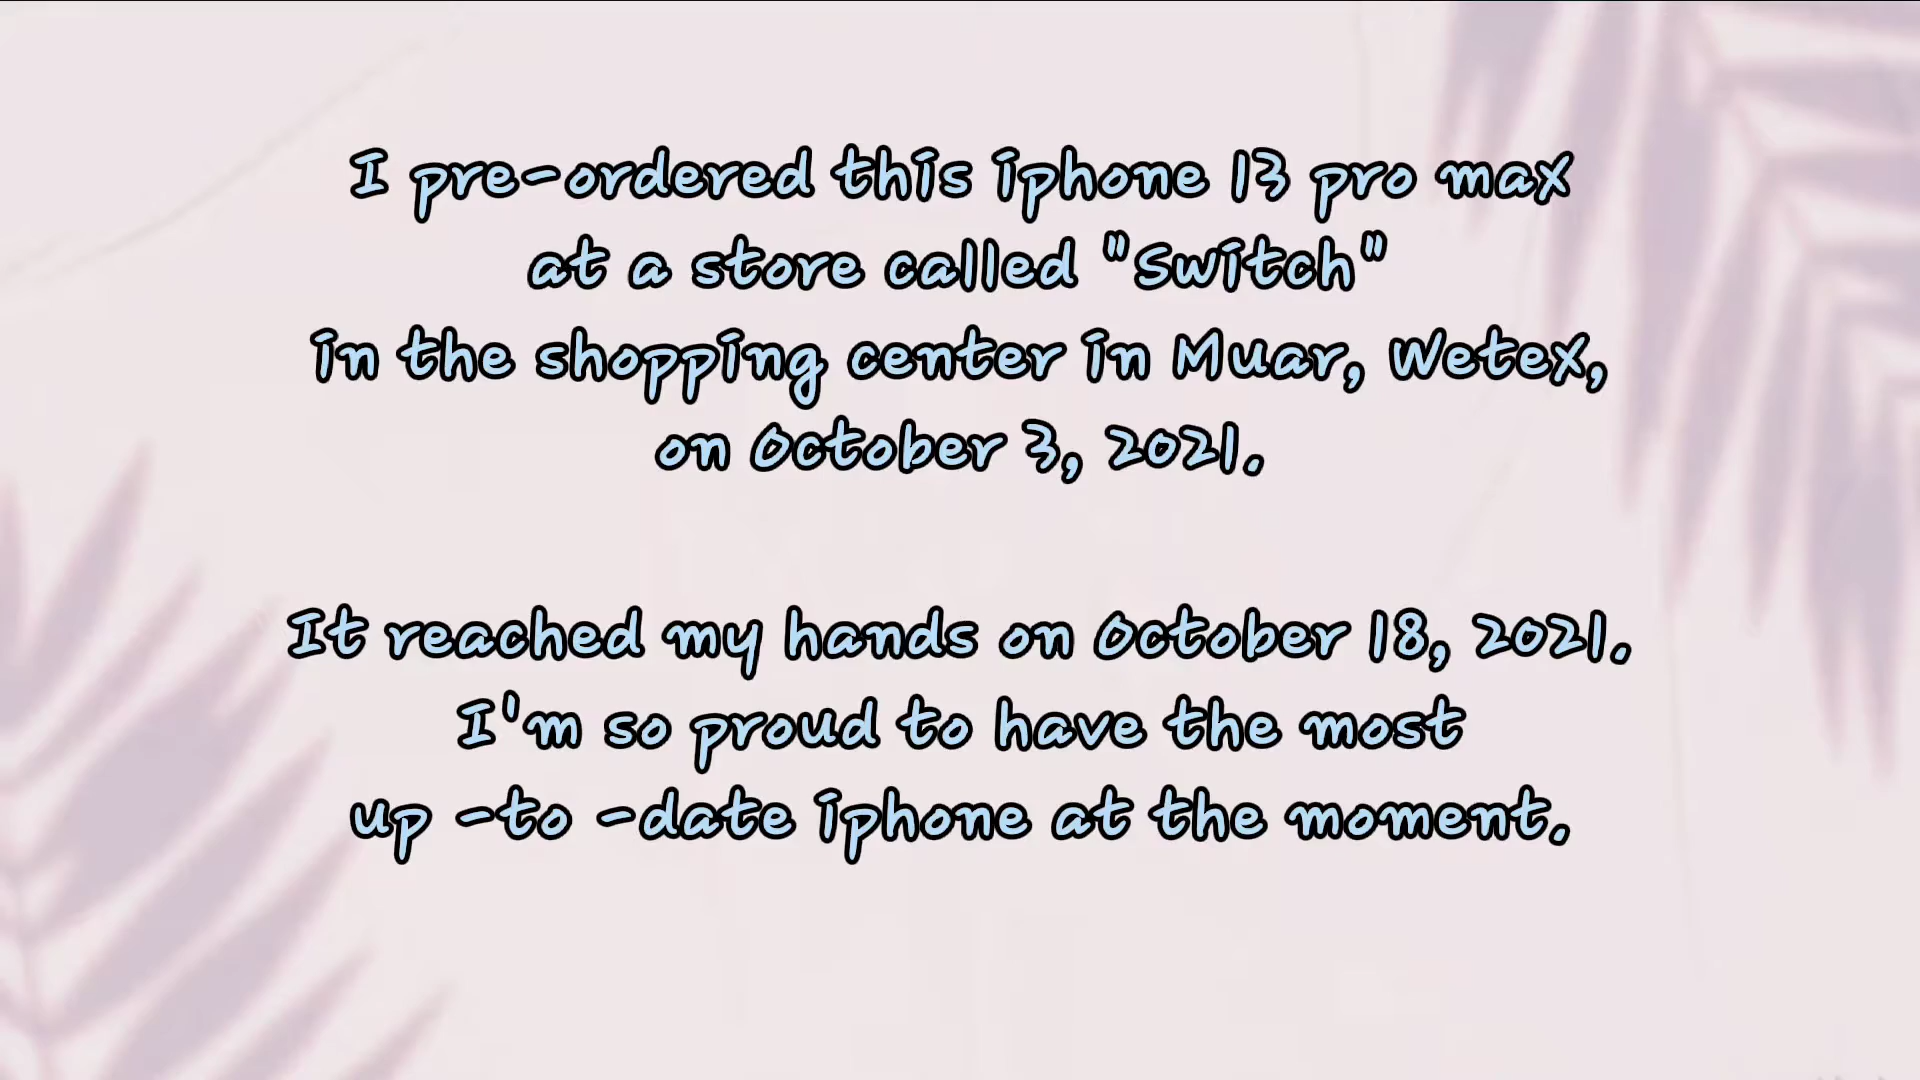 I pre-ordered this iphone 13 pro max
at a store called "Switch"
in the shopping center in Muar, Wetex,
on October 3, 2021.
It reached my hands on October 18, 2021.
I'm so proud to have the most
up -to -date iphone at the moment.